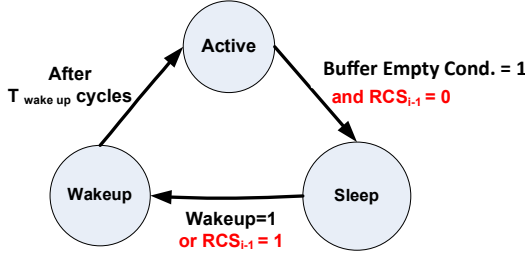 Active
After
T wake up cycles
Buffer Empty Cond. = 1
and RCSi-1 = 0
Wakeup
Sleep
Wakeup=1
or RCSi-1 = 1